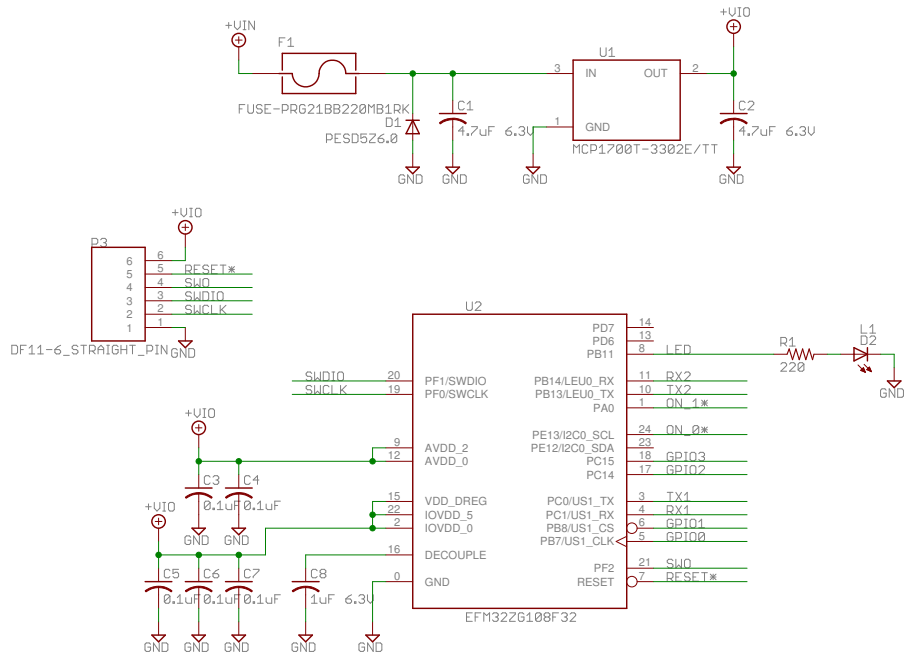 +VIN
F1
FUSE-PRG21BB220MB1RK
D1
PESD5Z6.0
GND
C1
4.7uF 6.3V
GND
U1
3 IN OUT 2
1 GND
MCP1700T-3302E/TT
GND
+VIO
C2
4.7uF 6.3V
GND
+VIO
P3
6 6
5 5 RESET*
4 4 SWO
3 3 SWDIO
2 2 SWCLK
1 1
DF11-6_STRAIGHT_PIN
GND
U2
PD7 14
PD6 13
PB11 8 LED
R1
220
L1
D2
GND
SWDIO 20 PF1/SWDIO
SWCLK 19 PF0/SWCLK
PB14/LEU0_RX 11 RX2
PB13/LEU0_TX 10 TX2
PA0 1 ON_1*
+VIO
9 AVDD_2
12 AVDD_0
PE13/I2C0_SCL 24 ON_0*
PE12/I2C0_SDA 23
PC15 18 GPIO3
PC14 17 GPIO2
C3
0.1uF
C4
0.1uF
GND
GND
15 VDD_DREG
22 IOVDD_5
2 IOVDD_0
PC0/US1_TX 3 TX1
PC1/US1_RX 4 RX1
PB8/US1_CS 6 GPIO1
PB7/US1_CLK 5 GPIO0
+VIO
16 DECOUPLE
0 GND
PF2 21 SWO
RESET 7 RESET*
C5
0.1uF
C6
0.1uF
C7
0.1uF
C8
1uF 6.3V
GND
GND
GND
GND
GND
EFM32ZG108F32